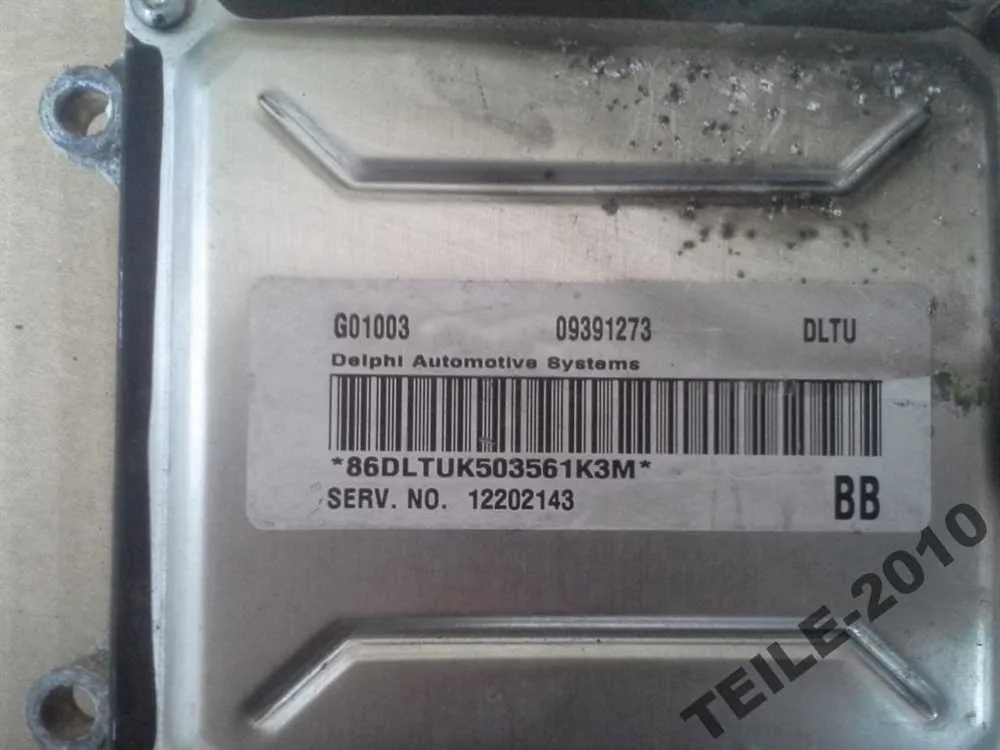 G01003 09391273 DLTU
Delphi Automotive Systems
*86DLTUK503561K3M*
SERV. NO. 12202143 BB
TEILE-2010